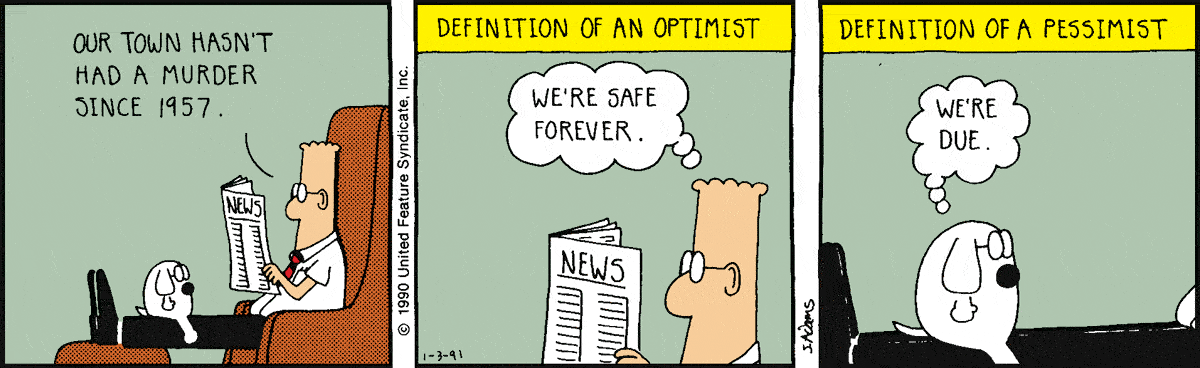 OUR TOWN HASN'T
HAD A MURDER
SINCE 1957.
NEWS
© 1990 United Feature Syndicate, Inc.
DEFINITION OF AN OPTIMIST
WE'RE SAFE
FOREVER.
NEWS
1-3-91
DEFINITION OF A PESSIMIST
WE'RE
DUE.
S.Adams